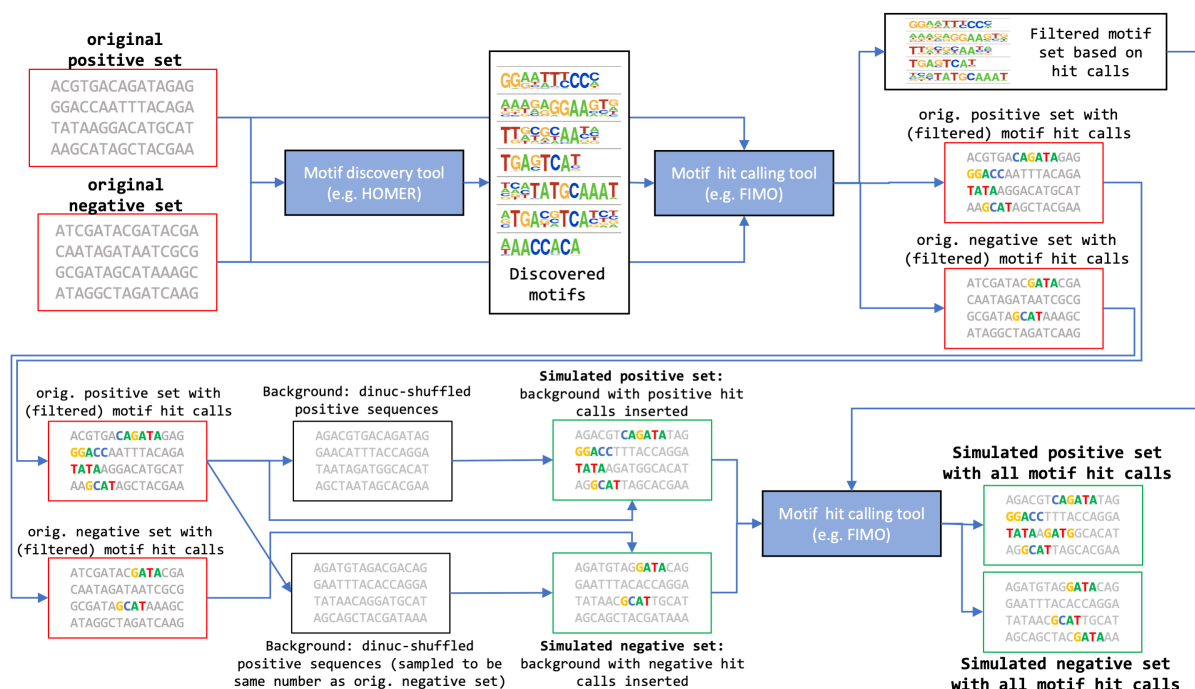 original
positive set
ACGTGACAGATAGAG
GGACCAATTTACAGA
TATAAGGACATGCAT
AAGCATAGCTACGAA
original
negative set
ATCGATACGATACGA
CAATAGATAATCGCG
GCGATAGCATAAAGC
ATAGGCTAGATCAAG
Motif discovery tool
(e.g. HOMER)
Discovered
motifs
Motif hit calling tool
(e.g. FIMO)
Filtered motif
set based on
hit calls
orig. positive set with
(filtered) motif hit calls
ACGTGACAGATAGAG
GGACCAATTTACAGA
TATAAGGACATGCAT
AAGCATAGCTACGAA
orig. negative set with
(filtered) motif hit calls
ATCGATACGATACGA
CAATAGATAATCGCG
GCGATAGCATAAAGC
ATAGGCTAGATCAAG
orig. positive set with
(filtered) motif hit calls
ACGTGACAGATAGAG
GGACCAATTTACAGA
TATAAGGACATGCAT
AAGCATAGCTACGAA
orig. negative set with
(filtered) motif hit calls
ATCGATACGATACGA
CAATAGATAATCGCG
GCGATAGCATAAAGC
ATAGGCTAGATCAAG
Background: dinuc-shuffled
positive sequences
AGACGTGACAGATAG
GAACATTTACCAGGA
TAATAGATGGCACAT
AGCTAATAGCACGAA
AGATGTAGACGACAG
GAATTTACACCAGGA
TATAACAGGATGCAT
AGCAGCTACGATAAA
Background: dinuc-shuffled
positive sequences (sampled to be
same number as orig. negative set)
Simulated positive set:
background with positive hit
calls inserted
AGACGTCAGATATAG
GGACCTTTACCAGGA
TATAAGATGGCACAT
AGGCATTAGCACGAA
AGATGTAGGATACAG
GAATTTACACCAGGA
TATAACGCATTGCAT
AGCAGCTACGATAAA
Simulated negative set:
background with negative hit
calls inserted
Motif hit calling tool
(e.g. FIMO)
Simulated positive set
with all motif hit calls
AGACGTCAGATATAG
GGACCTTTACCAGGA
TATAAGATGGCACAT
AGGCATTAGCACGAA
AGATGTAGGATACAG
GAATTTACACCAGGA
TATAACGCATTGCAT
AGCAGCTACGATAAA
Simulated negative set
with all motif hit calls